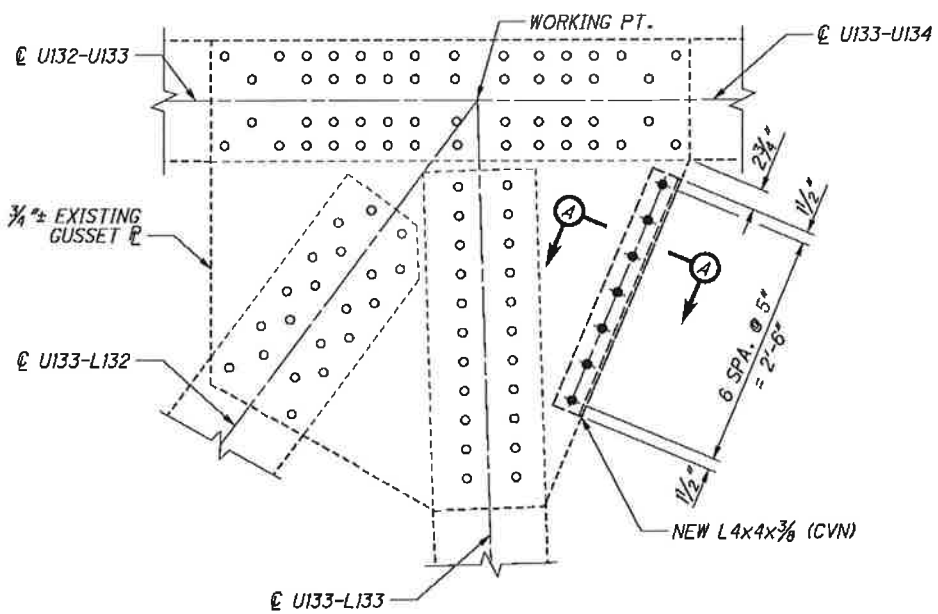 WORKING PT.
℄ U132-U133
℄ U133-U134
2¾"
1½"
¾"± EXISTING
GUSSET ℙL
A
A
6 SPA. @ 5"
= 2'-6"
℄ U133-L132
1½"
NEW L4x4x⅜ (CVN)
℄ U133-L133